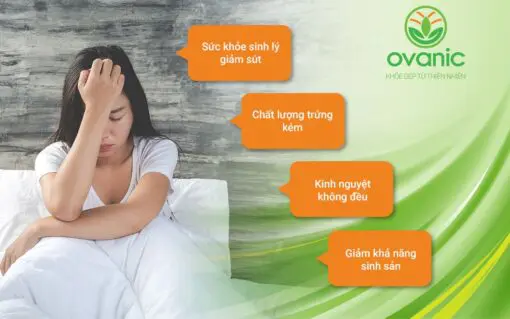 Sức khỏe sinh lý
giảm sút
ovanic
KHỎE ĐẸP TỪ THIÊN NHIÊN
Chất lượng trứng
kém
Kinh nguyệt
không đều
Giảm khả năng
sinh sản